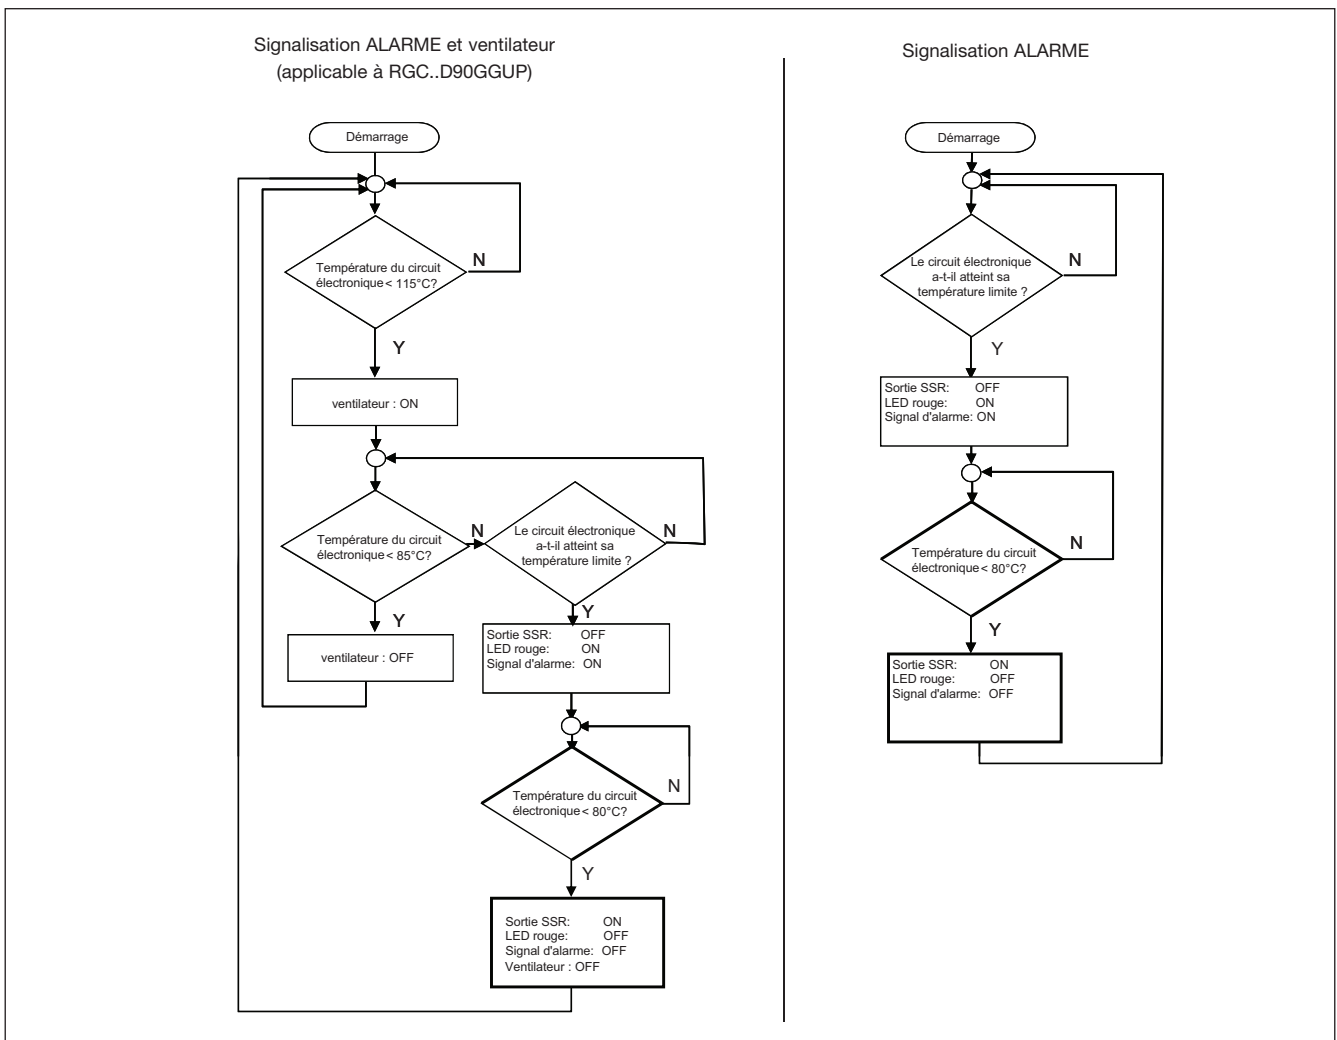 Signalisation ALARME et ventilateur
(applicable à RGC..D90GGUP)
Démarrage
Température du circuit
électronique < 115°C?
N
Y
ventilateur : ON
Température du circuit
électronique < 85°C?
N
Le circuit électronique
a-t-il atteint sa
température limite ?
N
Y
ventilateur : OFF
Y
Sortie SSR: OFF
LED rouge: ON
Signal d'alarme: ON
Température du circuit
électronique < 80°C?
N
Y
Sortie SSR: ON
LED rouge: OFF
Signal d'alarme: OFF
Ventilateur : OFF
Signalisation ALARME
Démarrage
Le circuit électronique
a-t-il atteint sa
température limite ?
N
Y
Sortie SSR: OFF
LED rouge: ON
Signal d'alarme: ON
Température du circuit
électronique < 80°C?
N
Y
Sortie SSR: ON
LED rouge: OFF
Signal d'alarme: OFF